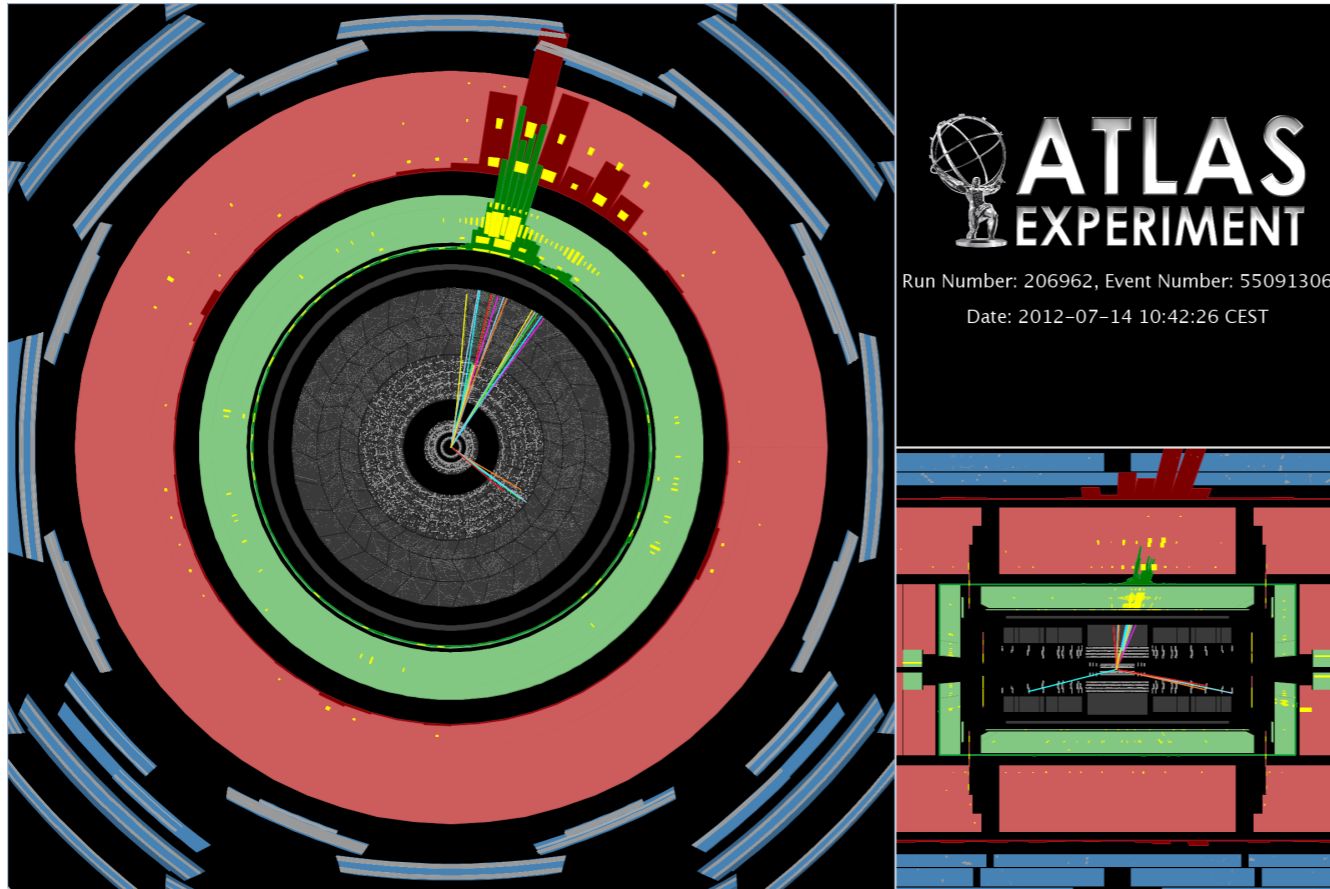 ATLAS
EXPERIMENT
Run Number: 206962, Event Number: 55091306
Date: 2012-07-14 10:42:26 CEST